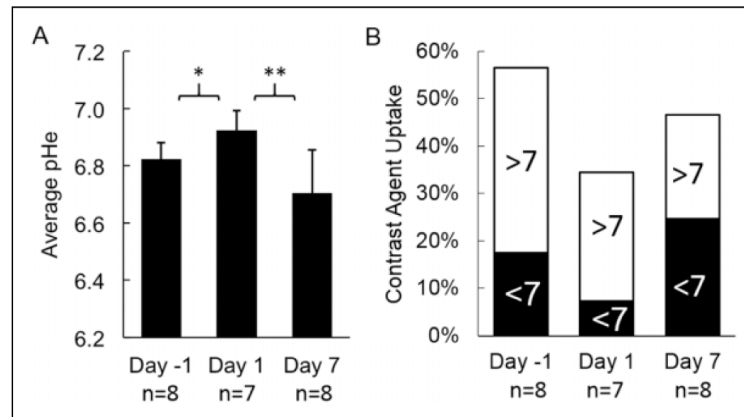 A
Average pHe
7.2
7.0
6.8
6.6
6.4
6.2
*
**
Day -1
n=8
Day 1
n=7
Day 7
n=8
B
Contrast Agent Uptake
60%
50%
40%
30%
20%
10%
0%
>7
<7
>7
<7
>7
<7
Day -1
n=8
Day 1
n=7
Day 7
n=8